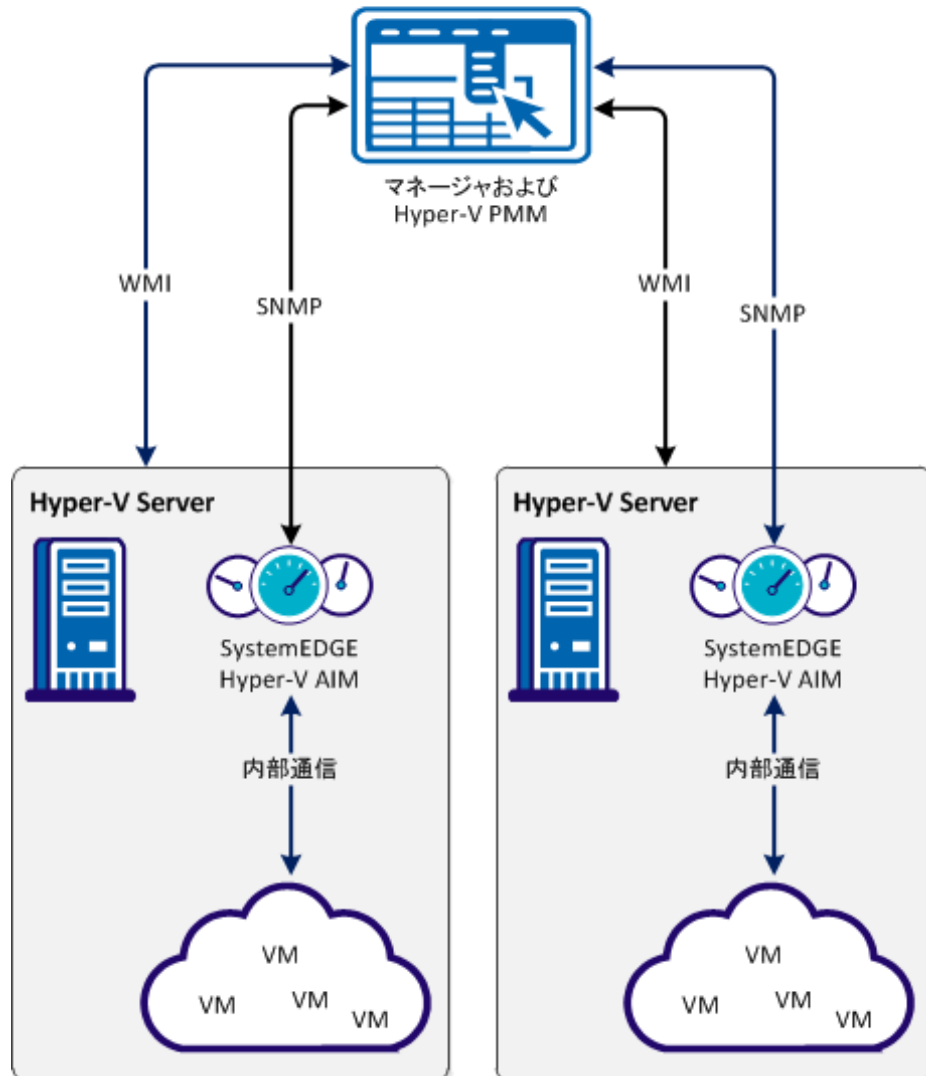 マネージャおよび
Hyper-V PMM
WMI
SNMP
WMI
SNMP
Hyper-V Server
SystemEDGE
Hyper-V AIM
内部通信
VM
VM
VM
VM
Hyper-V Server
SystemEDGE
Hyper-V AIM
内部通信
VM
VM
VM
VM